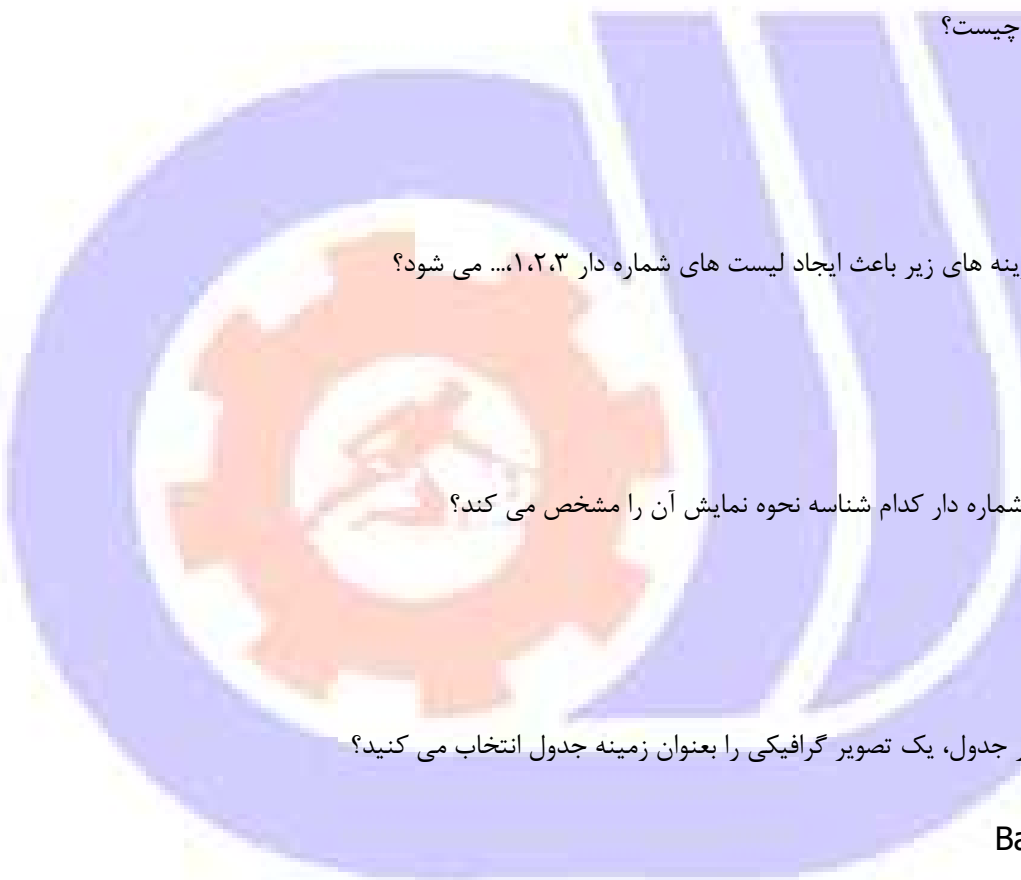 چیست؟
ینه های زیر باعث ایجاد لیست های شماره دار ۱،۲،۳،... می شود؟
شماره دار کدام شناسه نحوه نمایش آن را مشخص می کند؟
جدول، یک تصویر گرافیکی را بعنوان زمینه جدول انتخاب می کنید؟
Ba